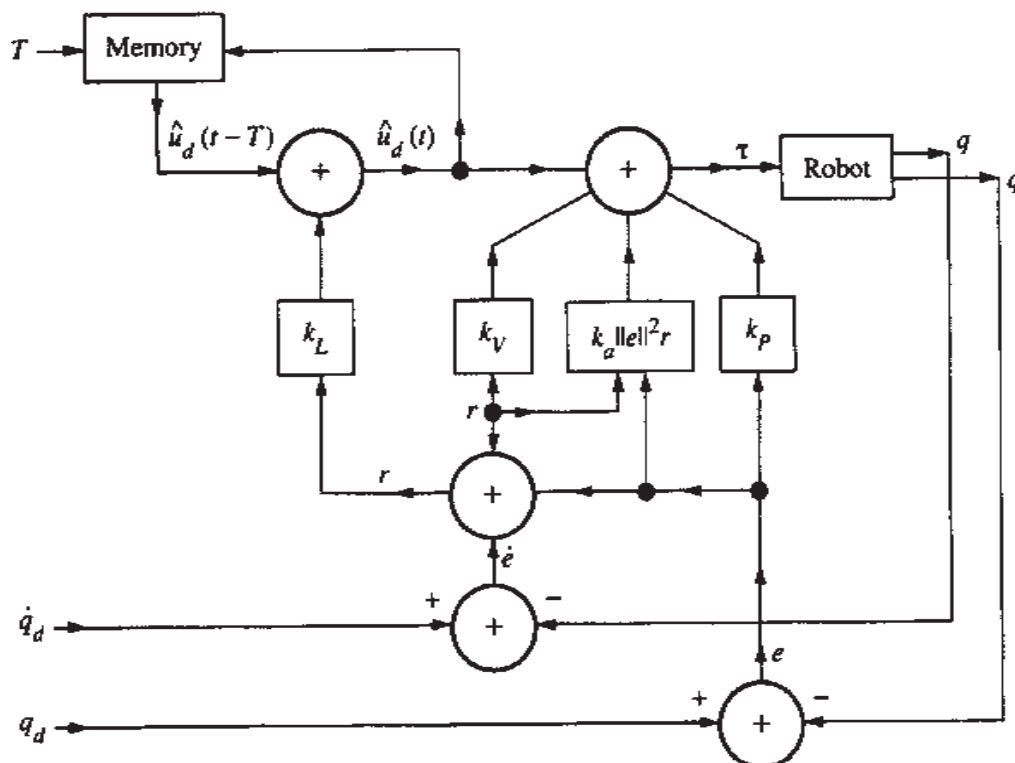 T
Memory
û_d (t − T)
û_d (t)
+
+
τ
Robot
q
q
k_L
k_V
k_a||e||²r
k_P
r
r
+
ė
q̇_d
+
−
+
e
q_d
+
−
+